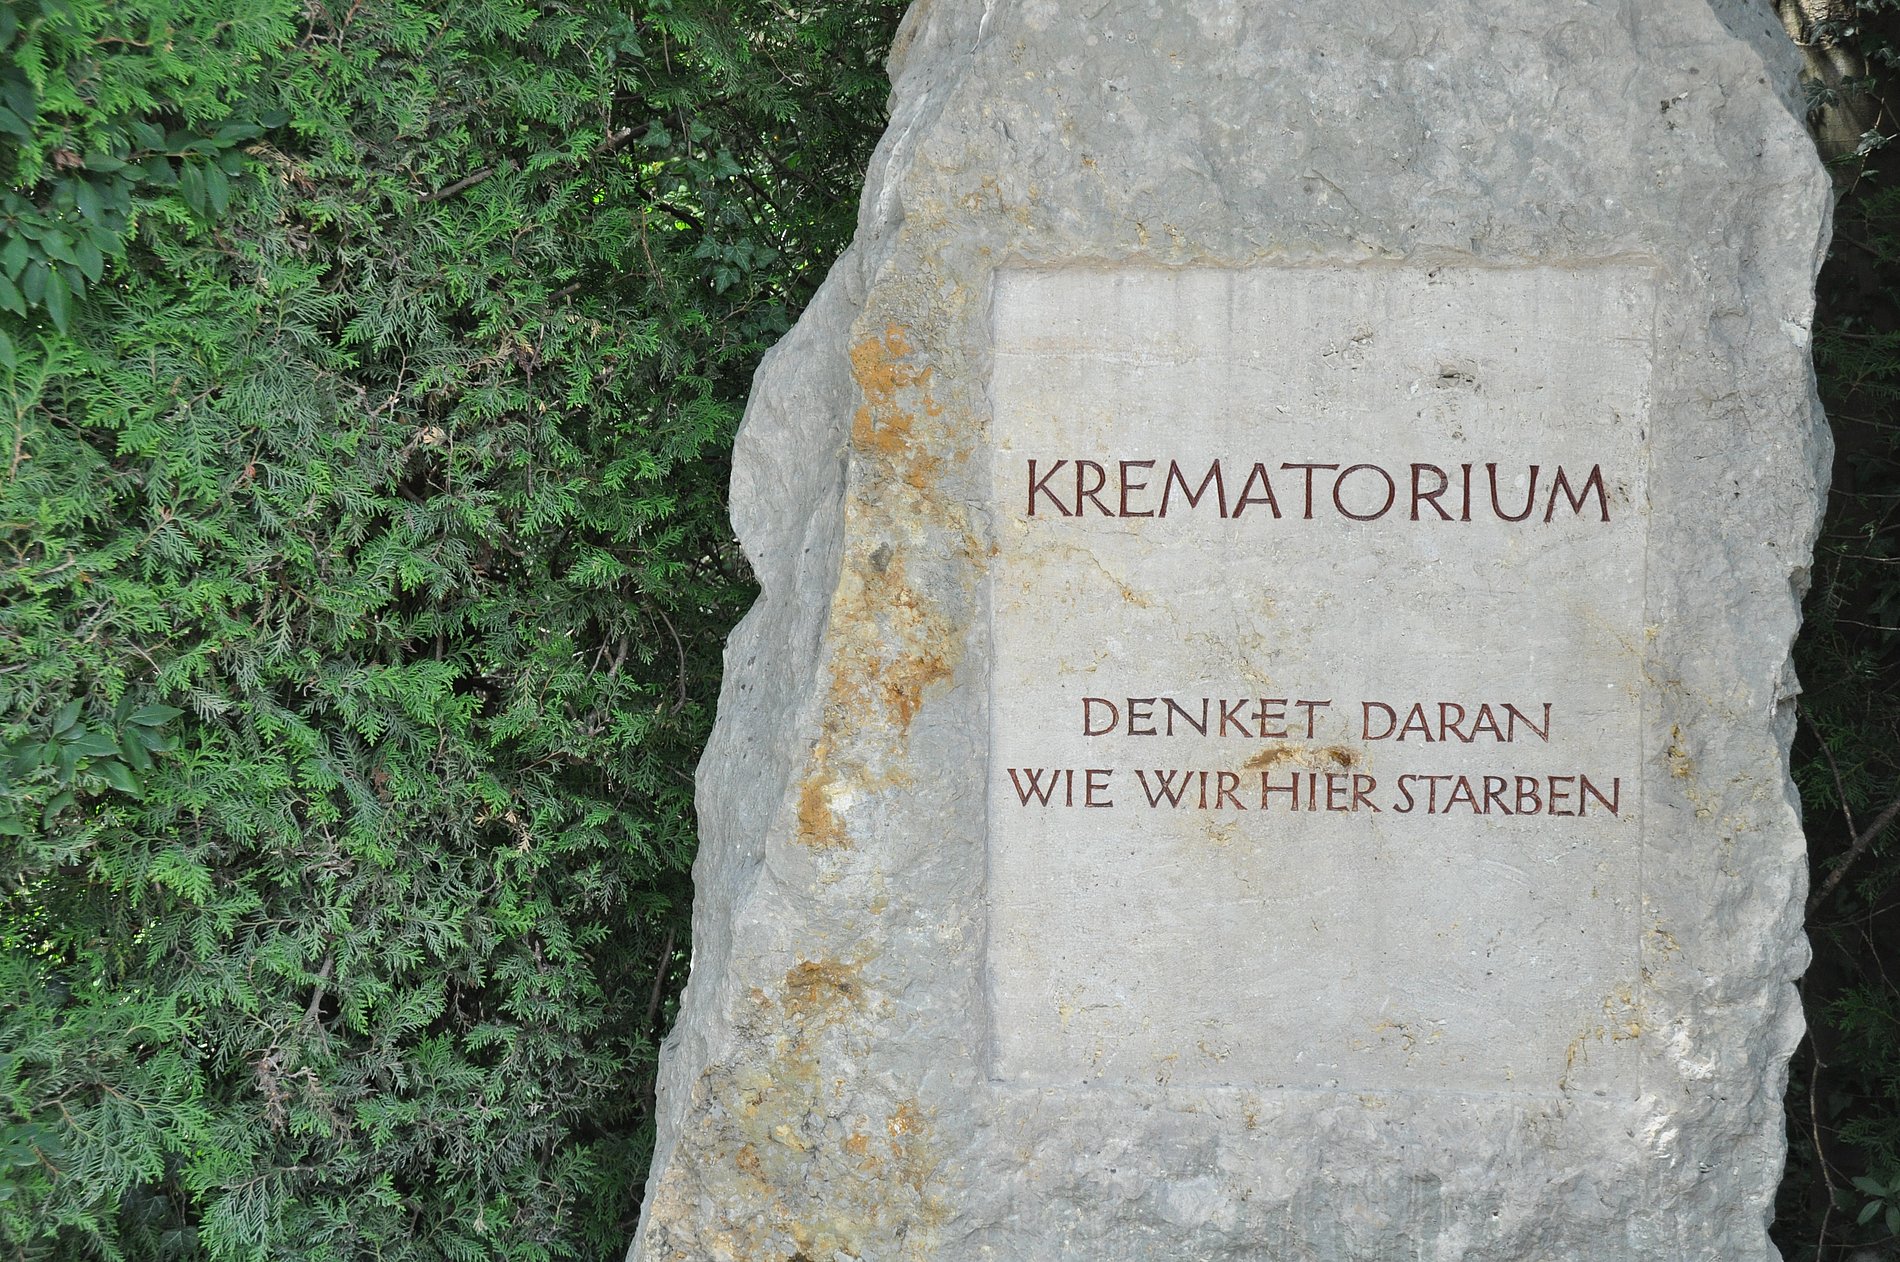 KREMATORIUM
DENKET DARAN
WIE WIR HIER STARBEN